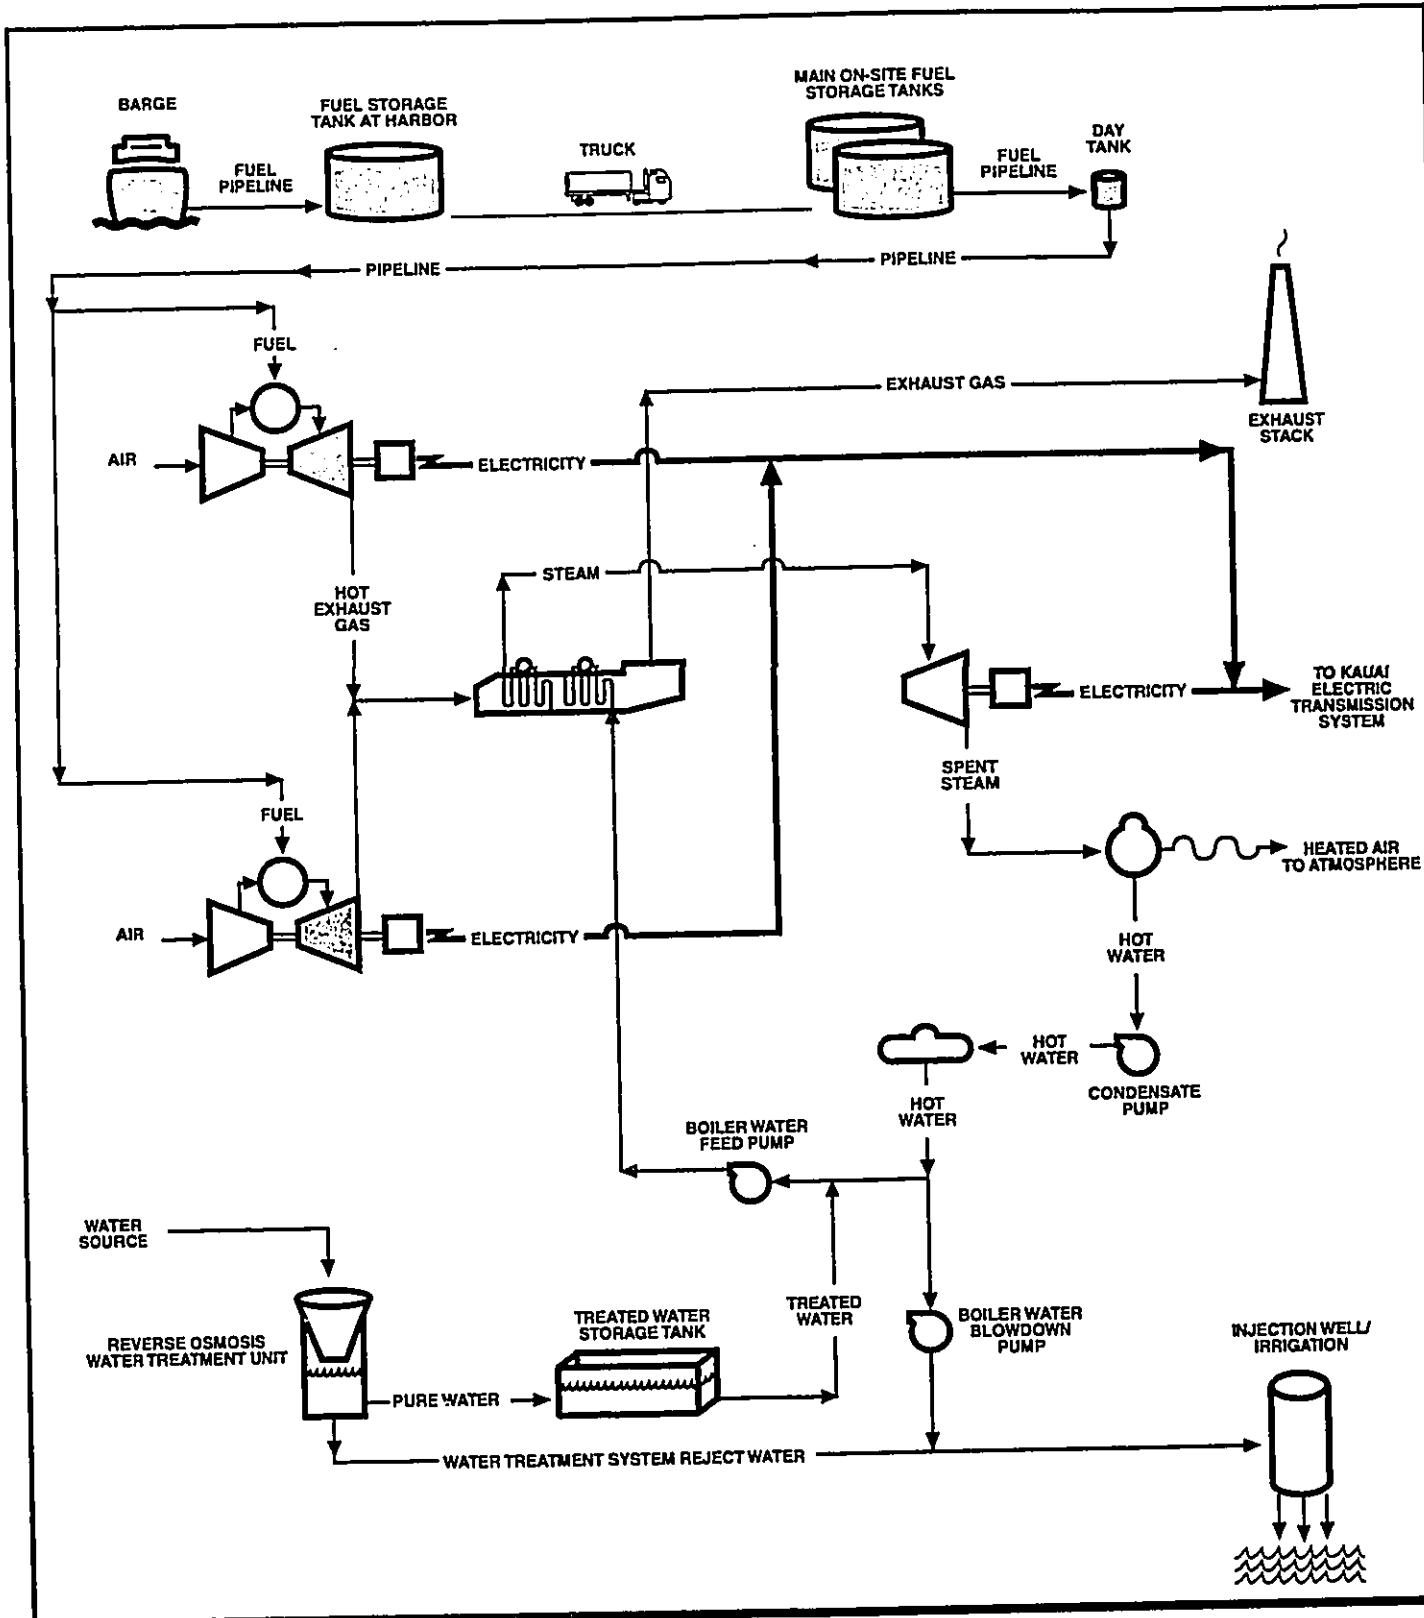 BARGE
FUEL
PIPELINE
FUEL STORAGE
TANK AT HARBOR
TRUCK
MAIN ON-SITE FUEL
STORAGE TANKS
FUEL
PIPELINE
DAY
TANK
PIPELINE
PIPELINE
FUEL
EXHAUST GAS
EXHAUST
STACK
AIR
ELECTRICITY
STEAM
HOT
EXHAUST
GAS
ELECTRICITY
TO KAUAI
ELECTRIC
TRANSMISSION
SYSTEM
SPENT
STEAM
FUEL
HEATED AIR
TO ATMOSPHERE
AIR
ELECTRICITY
HOT
WATER
HOT
WATER
CONDENSATE
PUMP
HOT
WATER
BOILER WATER
FEED PUMP
WATER
SOURCE
REVERSE OSMOSIS
WATER TREATMENT UNIT
TREATED WATER
STORAGE TANK
TREATED
WATER
BOILER WATER
BLOWDOWN
PUMP
INJECTION WELL/
IRRIGATION
PURE WATER
WATER TREATMENT SYSTEM REJECT WATER